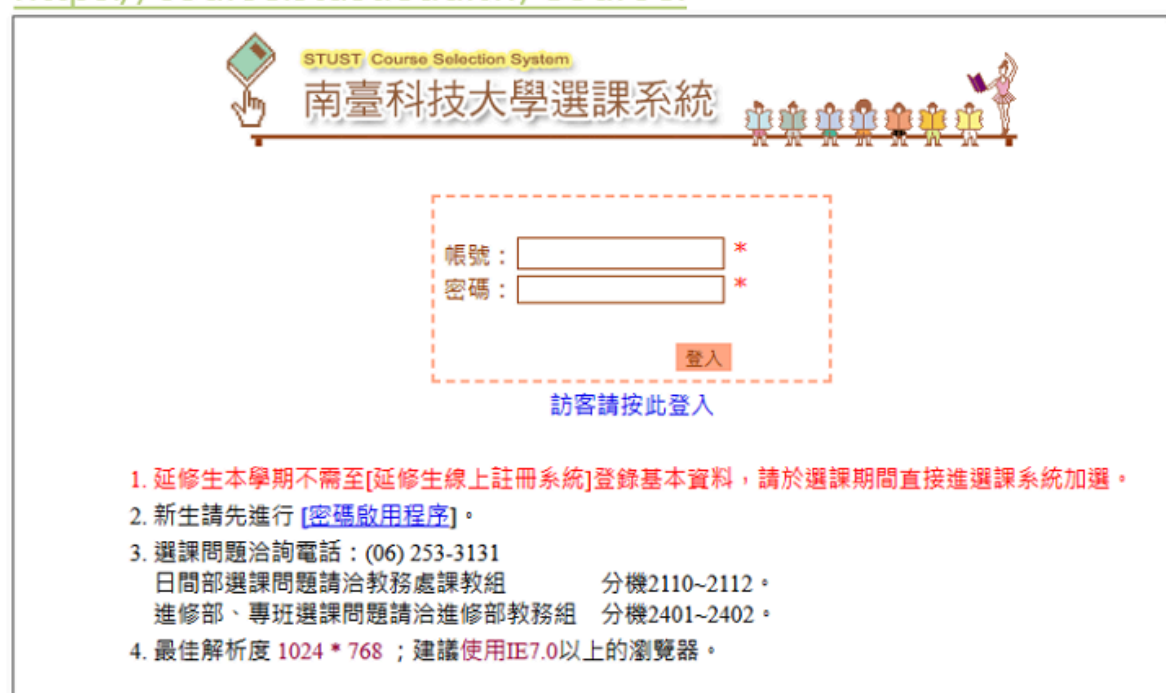 STUST Course Selection System
南臺科技大學選課系統
帳號： *
密碼： *
登入
訪客請按此登入
1. 延修生本學期不需至[延修生線上註冊系統]登錄基本資料，請於選課期間直接進選課系統加選。
2. 新生請先進行 [密碼啟用程序]。
3. 選課問題洽詢電話：(06) 253-3131
日間部選課問題請洽教務處課教組 分機2110~2112。
進修部、專班選課問題請洽進修部教務組 分機2401~2402。
4. 最佳解析度 1024 * 768 ；建議使用IE7.0以上的瀏覽器。